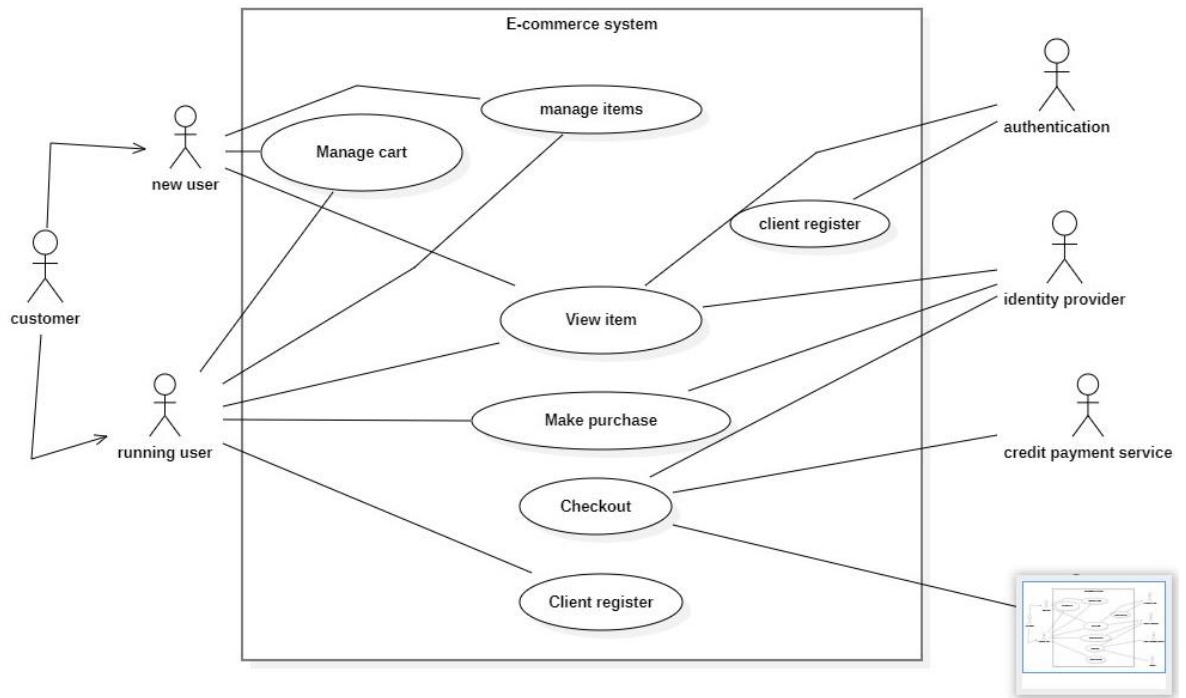 E-commerce system
manage items
authentication
Manage cart
new user
client register
customer
identity provider
View item
Make purchase
running user
credit payment service
Checkout
Client register